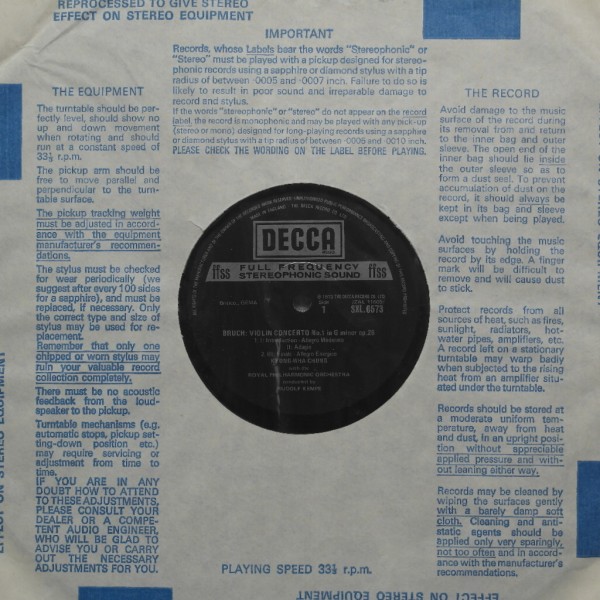 REPROCESSED TO GIVE STEREO
EFFECT ON STEREO EQUIPMENT
IMPORTANT
Records, whose Labels bear the words "Stereophonic" or
"Stereo" must be played with a pickup designed for stereo-
phonic records using a sapphire or diamond stylus with a tip
radius of between ·0005 and ·0007 inch. Failure to do so is
likely to result in poor sound and irreparable damage to
record and stylus.
If the words "stereophonic" or "stereo" do not appear on the record
label, the record is monophonic and may be played with any pick-up
(stereo or mono) designed for long-playing records using a sapphire
or diamond stylus with a tip radius of between ·0005 and ·0010 inch.
PLEASE CHECK THE WORDING ON THE LABEL BEFORE PLAYING.
THE EQUIPMENT
The turntable should be per-
fectly level, should show no
up and down movement
when rotating and should
run at a constant speed of
33⅓ r.p.m.
The pickup arm should be
free to move parallel and
perpendicular to the turn-
table surface.
The pickup tracking weight
must be adjusted in accord-
ance with the equipment
manufacturer's recommen-
dations.
The stylus must be checked
for wear periodically (we
suggest after every 100 sides
for a sapphire), and must be
replaced, if necessary. Only
the correct type and size of
stylus may be used for re-
placement.
Remember that only one
chipped or worn stylus may
ruin your valuable record
collection completely.
There must be no acoustic
feedback from the loud-
speaker to the pickup.
Turntable mechanisms (e.g.
automatic stops, pickup set-
ting-down position etc.)
may require servicing or
adjustment from time to
time.
IF YOU ARE IN ANY
DOUBT HOW TO ATTEND
TO THESE ADJUSTMENTS,
PLEASE CONSULT YOUR
DEALER OR A COMPE-
TENT AUDIO ENGINEER,
WHO WILL BE GLAD TO
ADVISE YOU OR CARRY
OUT THE NECESSARY
ADJUSTMENTS FOR YOU.
DECCA
ffss FULL FREQUENCY STEREOPHONIC SOUND ffss
1
SXL.6573
BRUCH: VIOLIN CONCERTO No.1 in G minor op.26
KYUNG-WHA CHUNG
with the
ROYAL PHILHARMONIC ORCHESTRA
conducted by
RUDOLF KEMPE
THE RECORD
Avoid damage to the music
surface of the record during
its removal from and return
to the inner bag and outer
sleeve. The open end of the
inner bag should lie inside
the outer sleeve so as to
form a dust seal. To prevent
accumulation of dust on the
record, it should always be
kept in its bag and sleeve
except when being played.
Avoid touching the music
surfaces by holding the
record by its edge. A finger
mark will be difficult to
remove and will cause dust
to stick.
Protect records from all
sources of heat, such as fires,
sunlight, radiators, hot-
water pipes, amplifiers, etc.
A record left on a stationary
turntable may warp badly
when subjected to the rising
heat from an amplifier situ-
ated under the turntable.
Records should be stored at
a moderate uniform tem-
perature, away from heat
and dust, in an upright posi-
tion without appreciable
applied pressure and with-
out leaning either way.
Records may be cleaned by
wiping the surfaces gently
with a barely damp soft
cloth. Cleaning and anti-
static agents should be
applied only very sparingly,
not too often and in accord-
ance with the manufacturer's
recommendations.
PLAYING SPEED 33⅓ r.p.m.
EFFECT ON STEREO EQUIPMENT
EFFECT ON STEREO EQUIPMENT